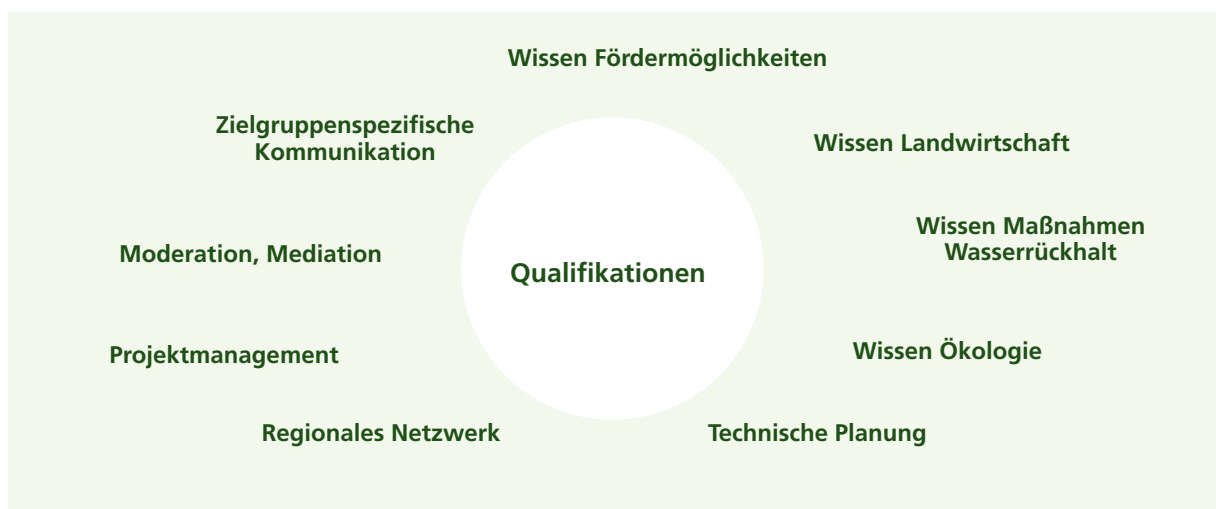 Wissen Fördermöglichkeiten
Zielgruppenspezifische
Kommunikation
Wissen Landwirtschaft
Wissen Maßnahmen
Wasserrückhalt
Moderation, Mediation
Qualifikationen
Projektmanagement
Wissen Ökologie
Regionales Netzwerk
Technische Planung